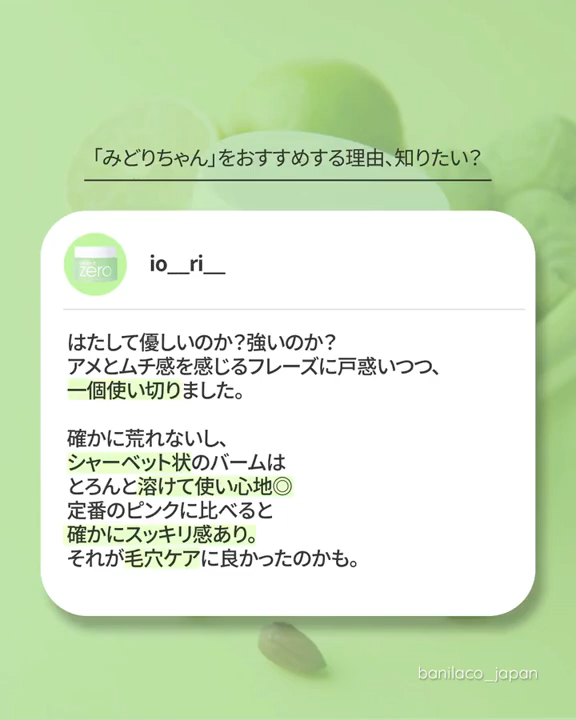 「みどりちゃん」をおすすめする理由、知りたい？
zero
io__ri__
はたして優しいのか？強いのか？
アメとムチ感を感じるフレーズに戸惑いつつ、
一個使い切りました。
確かに荒れないし、
シャーベット状のバームは
とろんと溶けて使い心地◎
定番のピンクに比べると
確かにスッキリ感あり。
それが毛穴ケアに良かったのかも。
banilaco_japan